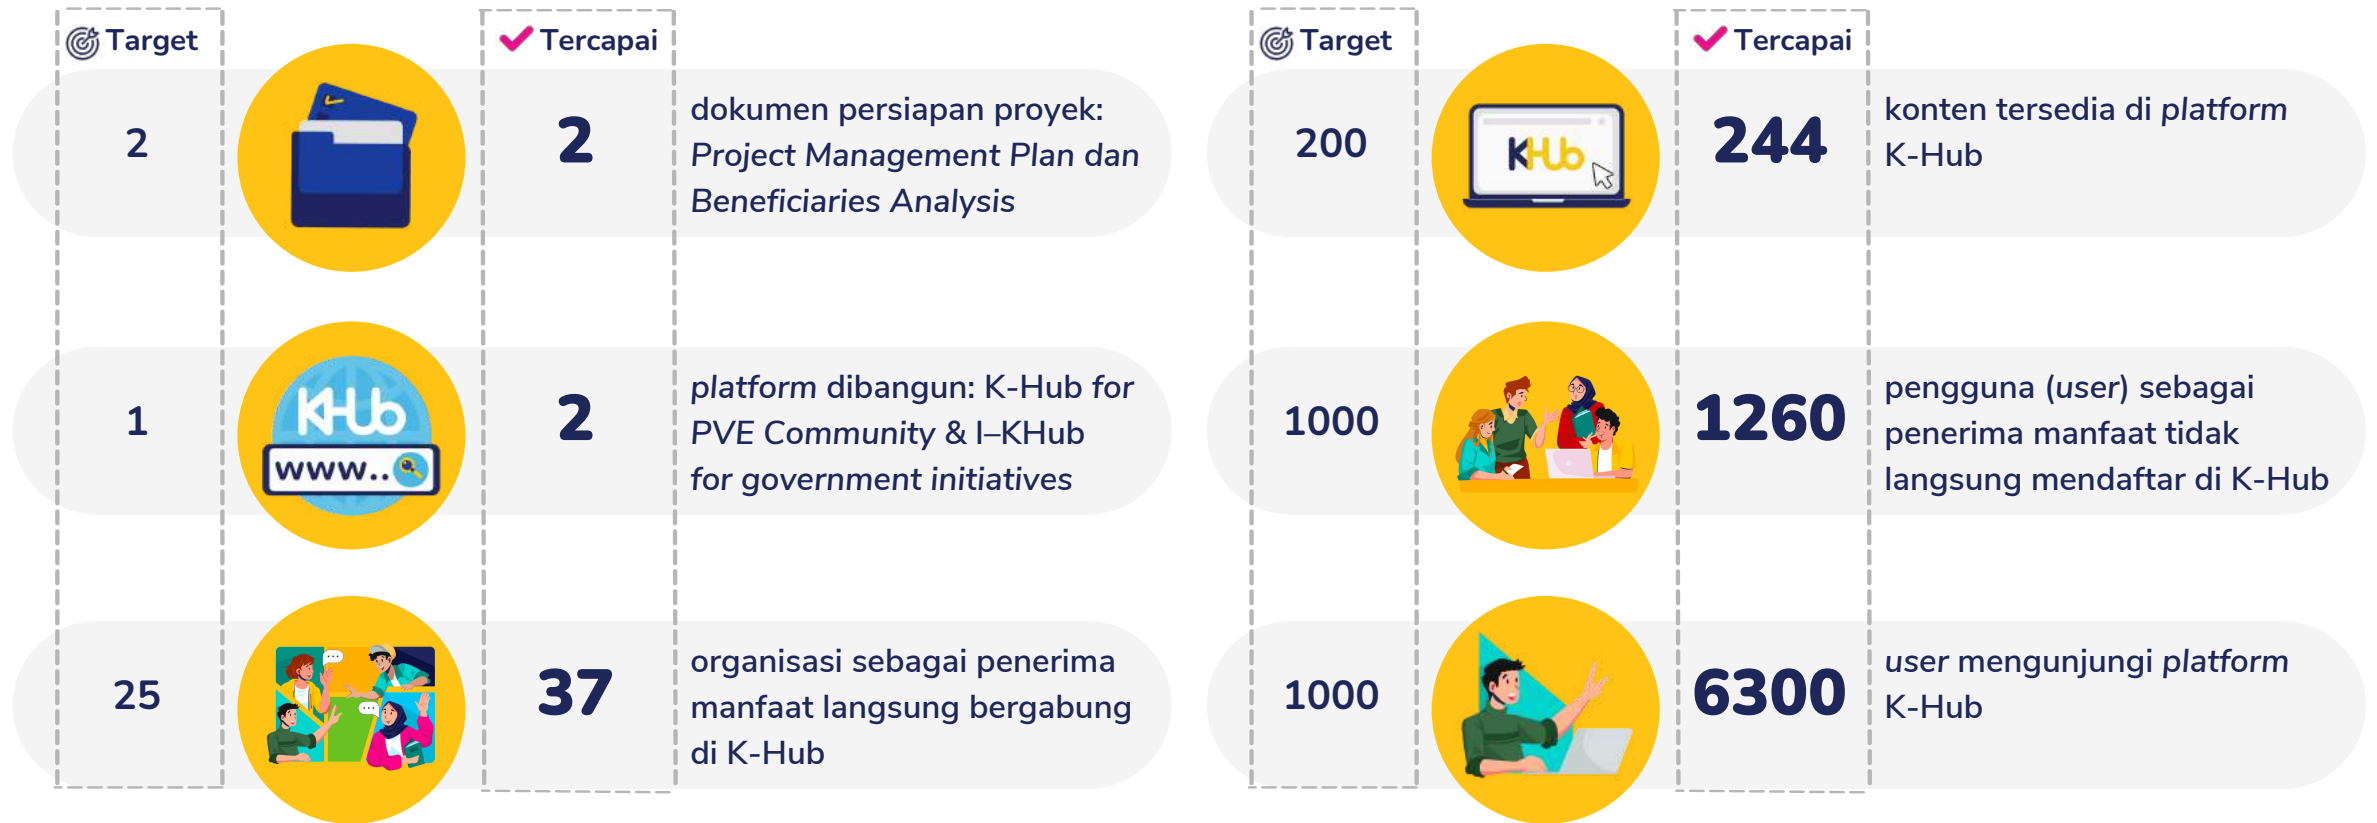 Target
Tercapai
2
2
dokumen persiapan proyek:
Project Management Plan dan
Beneficiaries Analysis
1
KHub
www..
2
platform dibangun: K-Hub for
PVE Community & I–KHub
for government initiatives
25
37
organisasi sebagai penerima
manfaat langsung bergabung
di K-Hub
Target
Tercapai
200
KHub
244
konten tersedia di platform
K-Hub
1000
1260
pengguna (user) sebagai
penerima manfaat tidak
langsung mendaftar di K-Hub
1000
6300
user mengunjungi platform
K-Hub